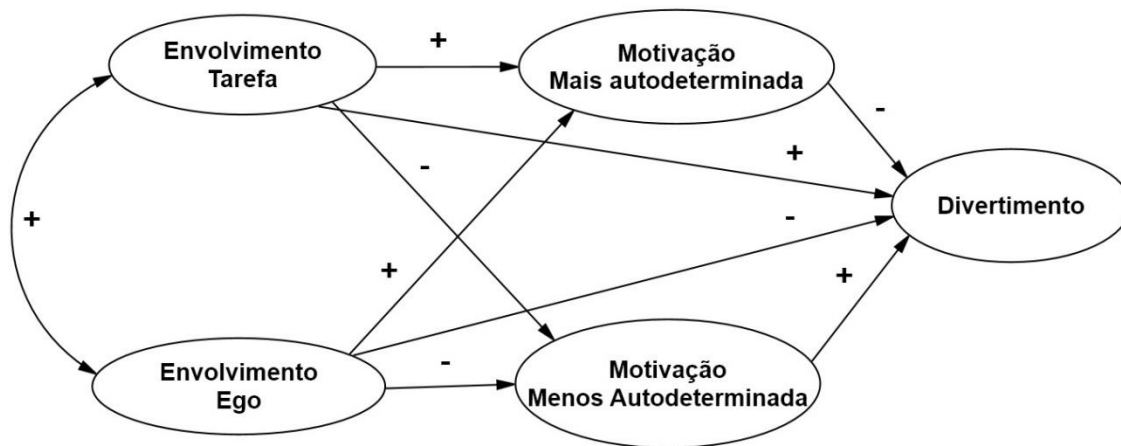 Envolvimento
Tarefa
+
Motivação
Mais autodeterminada
-
+
-
+
-
Divertimento
+
+
Envolvimento
Ego
-
Motivação
Menos Autodeterminada